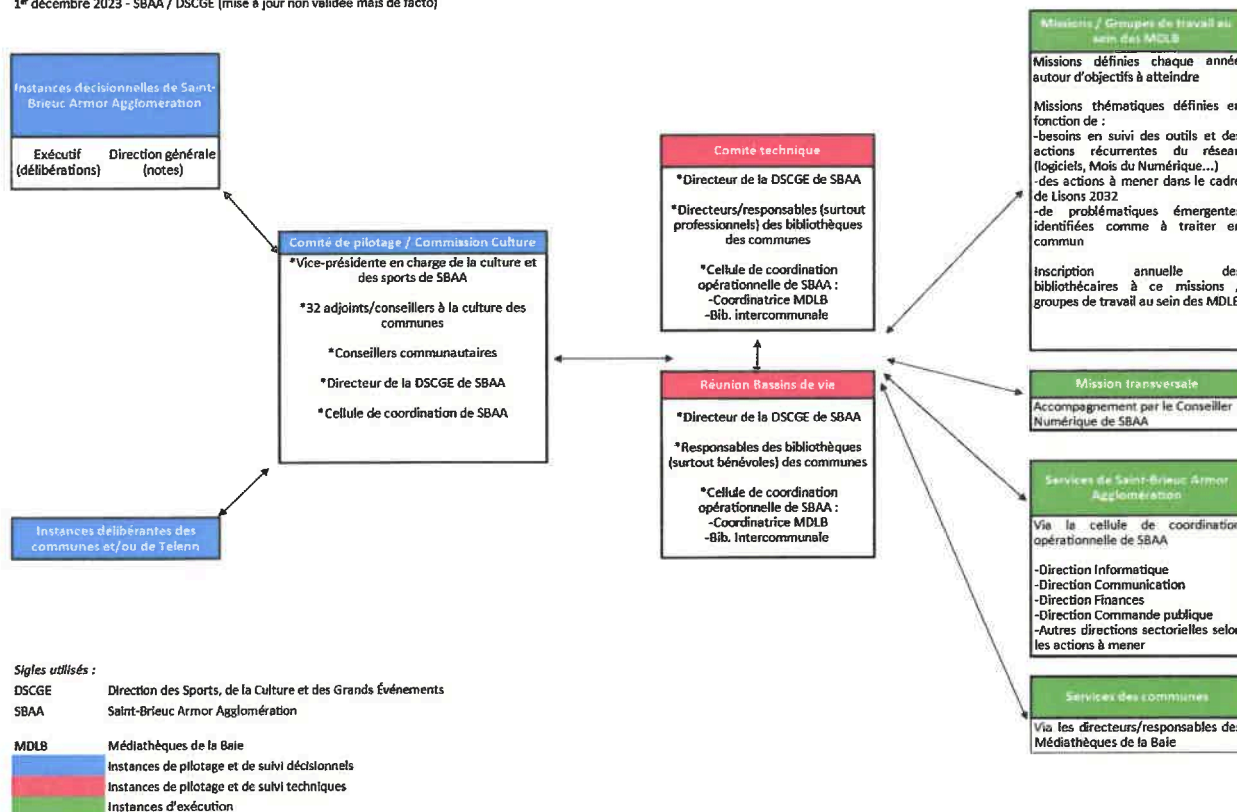 1er décembre 2023 - SBAA / DSCGE (mise à jour non validée mais de facto)
Instances décisionnelles de Saint-
Brieuc Armor Agglomération
Exécutif
(délibérations)
Direction générale
(notes)
Comité de pilotage / Commission Culture
*Vice-présidente en charge de la culture et
des sports de SBAA
*32 adjoints/conseillers à la culture des
communes
*Conseillers communautaires
*Directeur de la DSCGE de SBAA
*Cellule de coordination de SBAA
Instances délibérantes des
communes et/ou de Telenn
Comité technique
*Directeur de la DSCGE de SBAA
*Directeurs/responsables (surtout
professionnels) des bibliothèques
des communes
*Cellule de coordination
opérationnelle de SBAA :
-Coordinatrice MDLB
-Bib. intercommunale
Réunion Bassins de vie
*Directeur de la DSCGE de SBAA
*Responsables des bibliothèques
(surtout bénévoles) des communes
*Cellule de coordination
opérationnelle de SBAA :
-Coordinatrice MDLB
-Bib. Intercommunale
Missions / Groupes de travail au
sein des MDLB
Missions définies chaque année
autour d'objectifs à atteindre
Missions thématiques définies en
fonction de :
-besoins en suivi des outils et des
actions récurrentes du réseau
(logiciels, Mois du Numérique...)
-des actions à mener dans le cadre
de Lisons 2032
-de problématiques émergentes
identifiées comme à traiter en
commun
Inscription annuelle des
bibliothécaires à ce missions /
groupes de travail au sein des MDLB
Mission transversale
Accompagnement par le Conseiller
Numérique de SBAA
Services de Saint-Brieuc Armor
Agglomération
Via la cellule de coordination
opérationnelle de SBAA
-Direction Informatique
-Direction Communication
-Direction Finances
-Direction Commande publique
-Autres directions sectorielles selon
les actions à mener
Services des communes
Via les directeurs/responsables des
Médiathèques de la Baie
Sigles utilisés :
DSCGE Direction des Sports, de la Culture et des Grands Événements
SBAA Saint-Brieuc Armor Agglomération
MDLB Médiathèques de la Baie
Instances de pilotage et de suivi décisionnels
Instances de pilotage et de suivi techniques
Instances d'exécution